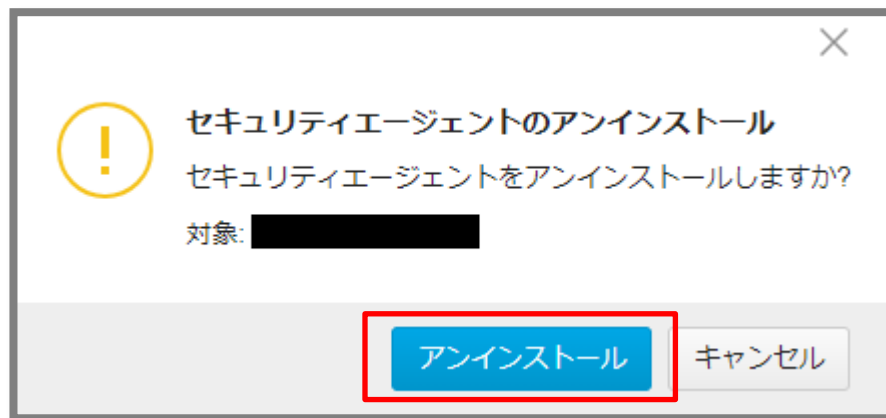 セキュリティエージェントのアンインストール
セキュリティエージェントをアンインストールしますか?
対象:
アンインストール
キャンセル